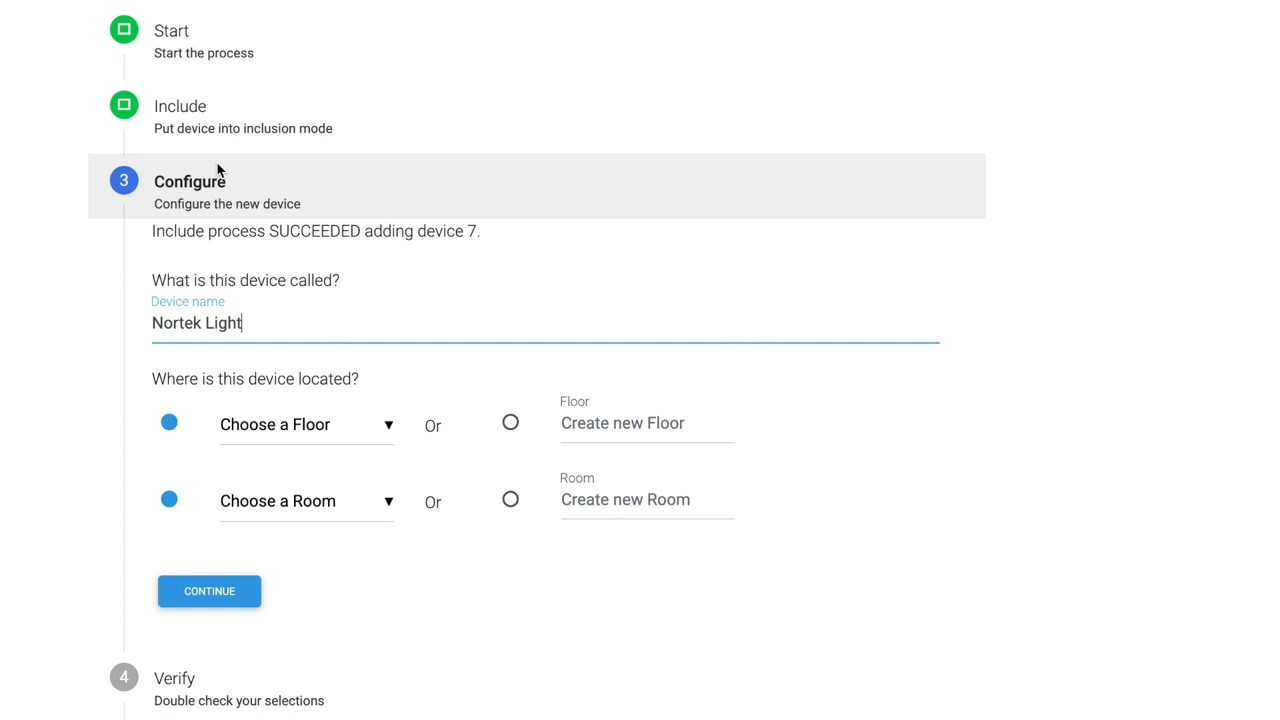 Start
Start the process
Include
Put device into inclusion mode
3 Configure
Configure the new device
Include process SUCCEEDED adding device 7.
What is this device called?
Device name
Nortek Light
Where is this device located?
Floor
Choose a Floor ▼ Or Create new Floor
Room
Choose a Room ▼ Or Create new Room
CONTINUE
4 Verify
Double check your selections